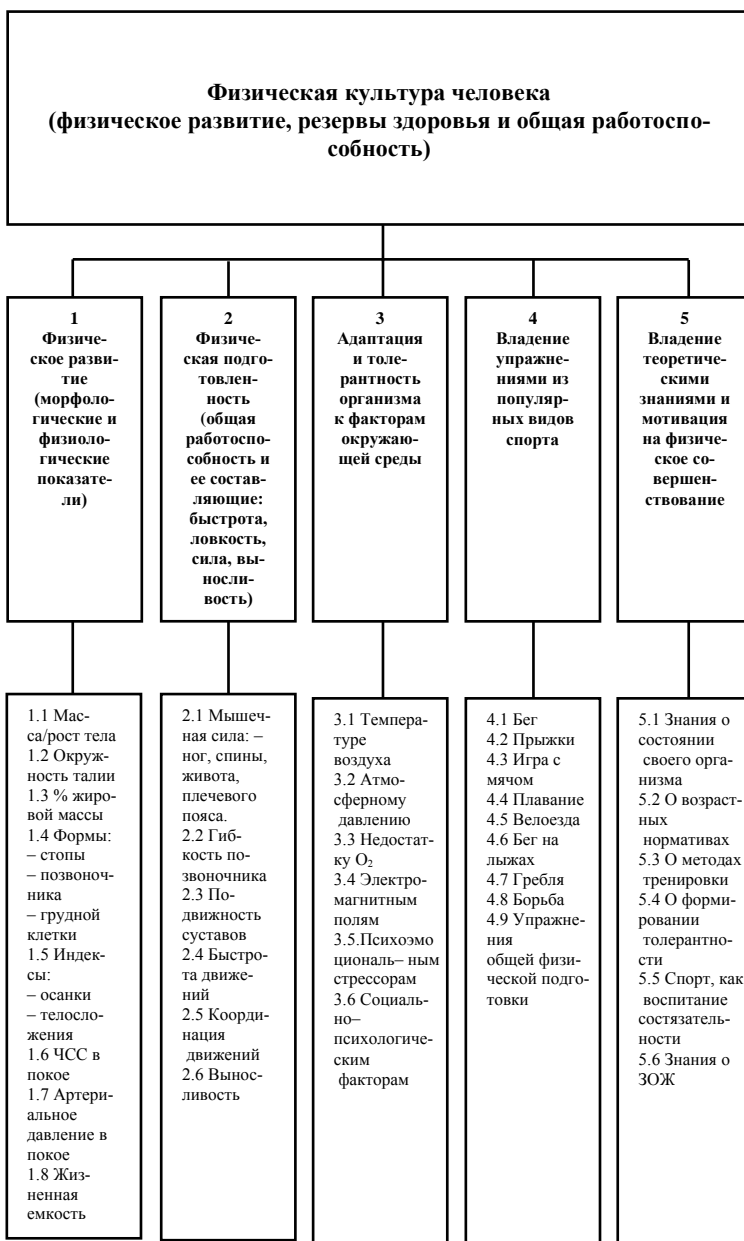 Физическая культура человека
(физическое развитие, резервы здоровья и общая работоспо-
собность)
1
Физиче-
ское разви-
тие
(морфоло-
гические и
физиоло-
гические
показате-
ли)
2
Физиче-
ская подго-
товлен-
ность
(общая
работоспо-
собность и
ее состав-
ляющие:
быстрота,
ловкость,
сила, вы-
носли-
вость)
3
Адаптация
и толе-
рантность
организма
к факторам
окружаю-
щей среды
4
Владение
упражне-
ниями из
популяр-
ных видов
спорта
5
Владение
теоретиче-
скими
знаниями и
мотивация
на физиче-
ское со-
вершен-
ствование
1.1 Мас-
са/рост тела
1.2 Окруж-
ность талии
1.3 % жиро-
вой массы
1.4 Формы:
– стопы
– позвоноч-
ника
– грудной
клетки
1.5 Индек-
сы:
– осанки
– телосло-
жения
1.6 ЧСС в
покое
1.7 Артери-
альное
давление в
покое
1.8 Жиз-
ненная
емкость
2.1 Мышеч-
ная сила: –
ног, спины,
живота,
плечевого
пояса.
2.2 Гиб-
кость по-
звоночника
2.3 По-
движность
суставов
2.4 Быстро-
та движе-
ний
2.5 Коорди-
нация
движений
2.6 Вынос-
ливость
3.1 Темпера-
туре
воздуха
3.2 Атмо-
сферному
давлению
3.3 Недостат-
ку O₂
3.4 Электро-
магнитным
полям
3.5.Психоэмо
циональ– ным
стрессорам
3.6 Социаль-
но–
психологиче-
ским
факторам
4.1 Бег
4.2 Прыжки
4.3 Игра с
мячом
4.4 Плавание
4.5 Велоезда
4.6 Бег на
лыжах
4.7 Гребля
4.8 Борьба
4.9 Упражне-
ния
общей физи-
ческой подго-
товки
5.1 Знания о
состоянии
своего орга-
низма
5.2 О возраст-
ных
нормативах
5.3 О методах
тренировки
5.4 О форми-
ровании
толерантно-
сти
5.5 Спорт, как
воспитание
состязатель-
ности
5.6 Знания о
ЗОЖ